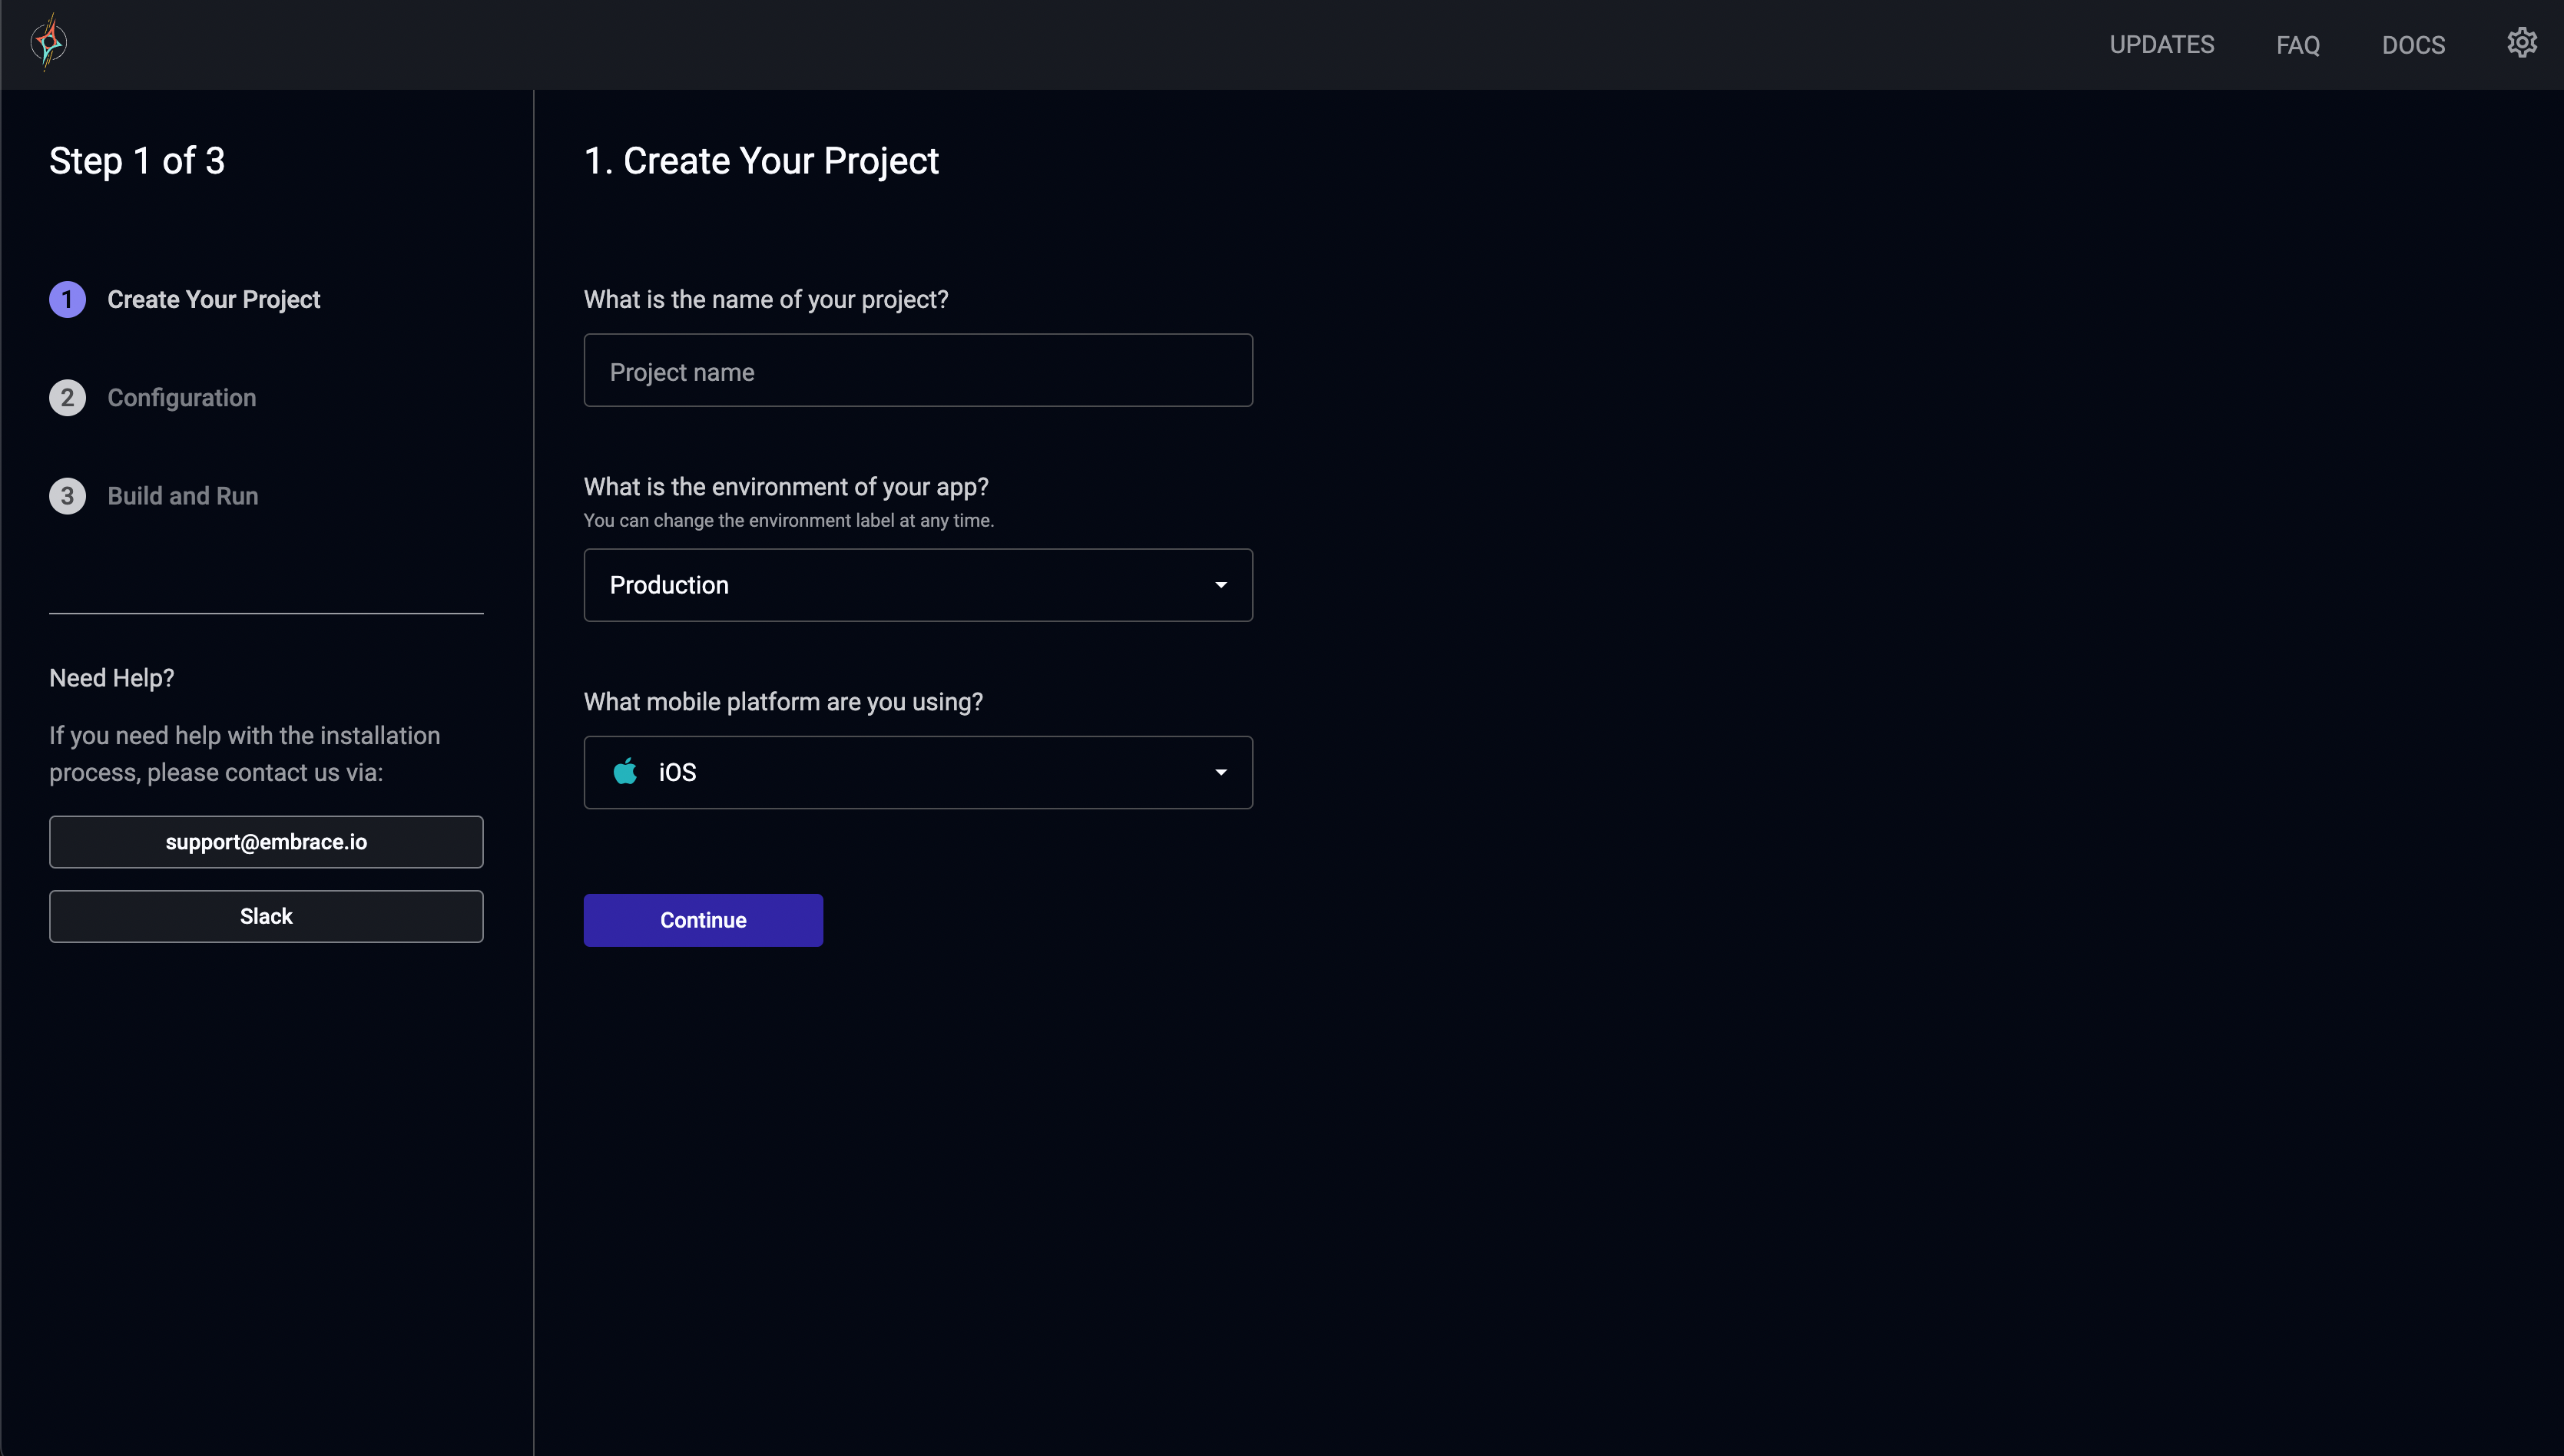 UPDATES
FAQ
DOCS
Step 1 of 3
1 Create Your Project
2 Configuration
3 Build and Run
Need Help?
If you need help with the installation
process, please contact us via:
support@embrace.io
Slack
1. Create Your Project
What is the name of your project?
Project name
What is the environment of your app?
You can change the environment label at any time.
Production
What mobile platform are you using?
iOS
Continue